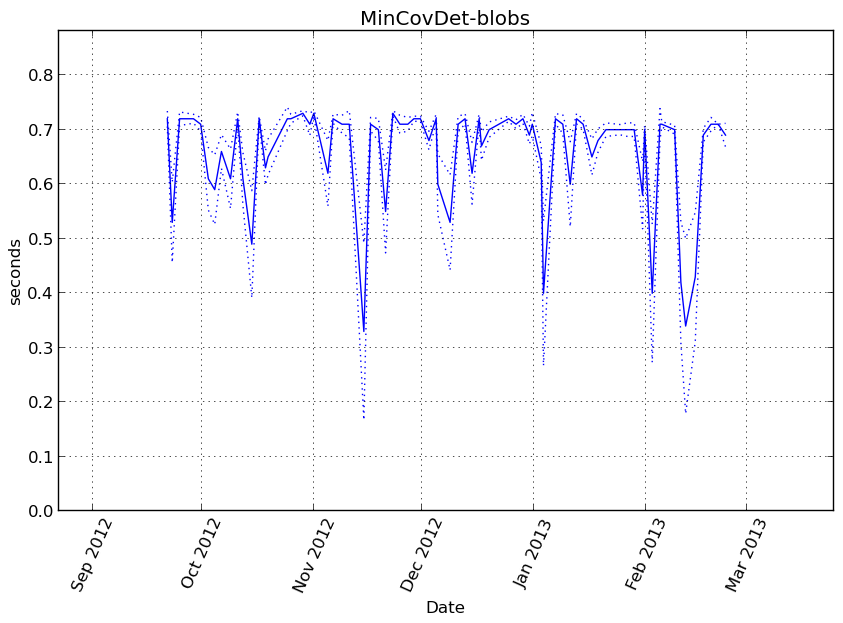 MinCovDet-blobs
0.8
0.7
0.6
0.5
0.4
0.3
0.2
0.1
0.0
seconds
Sep 2012
Oct 2012
Nov 2012
Dec 2012
Jan 2013
Feb 2013
Mar 2013
Date